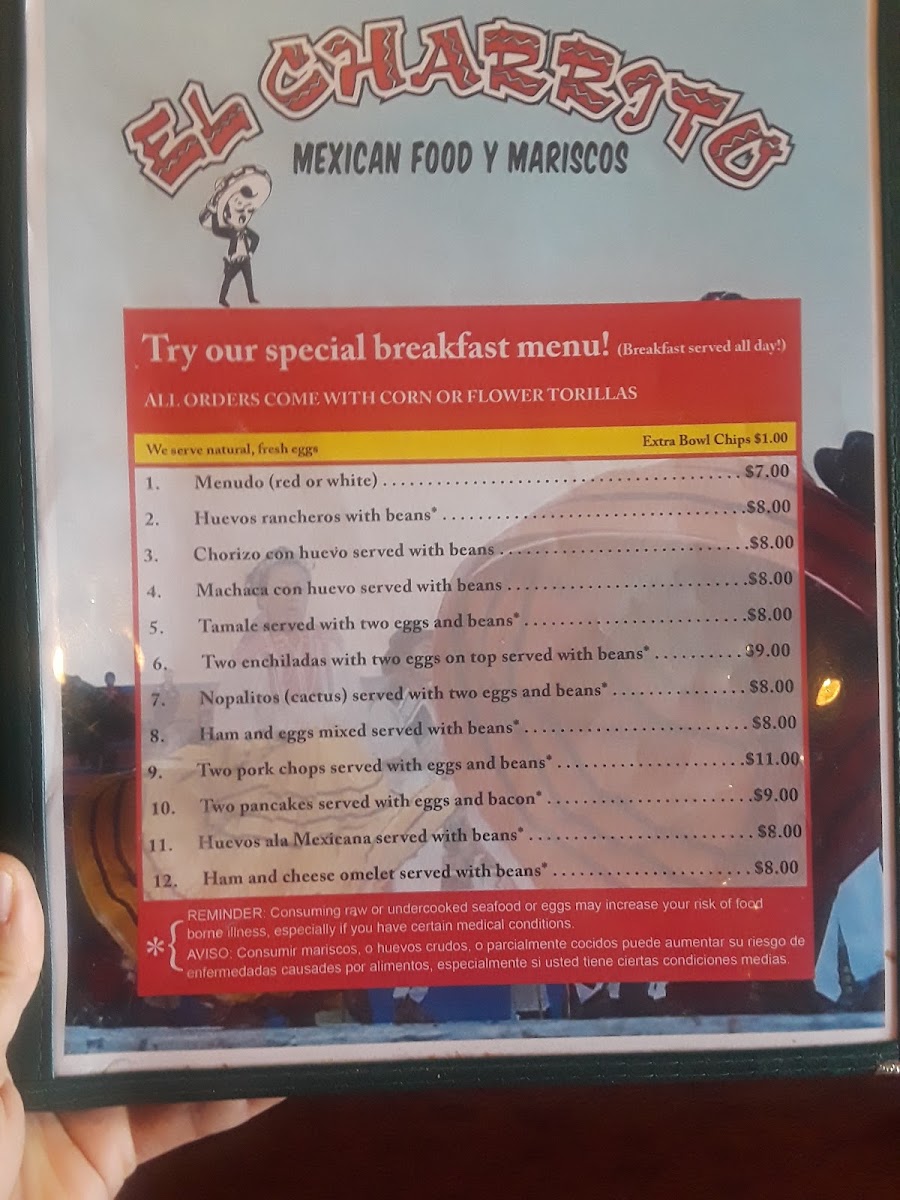 EL CHARRITO
MEXICAN FOOD Y MARISCOS
Try our special breakfast menu! (Breakfast served all day!)
ALL ORDERS COME WITH CORN OR FLOWER TORILLAS
We serve natural, fresh eggs Extra Bowl Chips $1.00
1. Menudo (red or white) ........................................ $7.00
2. Huevos rancheros with beans* ................................ $8.00
3. Chorizo con huevo served with beans ........................... $8.00
4. Machaca con huevo served with beans .......................... $8.00
5. Tamale served with two eggs and beans* ........................ $8.00
6. Two enchiladas with two eggs on top served with beans* .......... $9.00
7. Nopalitos (cactus) served with two eggs and beans* ............... $8.00
8. Ham and eggs mixed served with beans* ......................... $8.00
9. Two pork chops served with eggs and beans* ..................... $11.00
10. Two pancakes served with eggs and bacon* ...................... $9.00
11. Huevos ala Mexicana served with beans* ......................... $8.00
12. Ham and cheese omelet served with beans* ...................... $8.00
* { REMINDER: Consuming raw or undercooked seafood or eggs may increase your risk of food
borne illness, especially if you have certain medical conditions.
AVISO: Consumir mariscos, o huevos crudos, o parcialmente cocidos puede aumentar su riesgo de
enfermedadas causades por alimentos, especialmente si usted tiene ciertas condiciones medias.